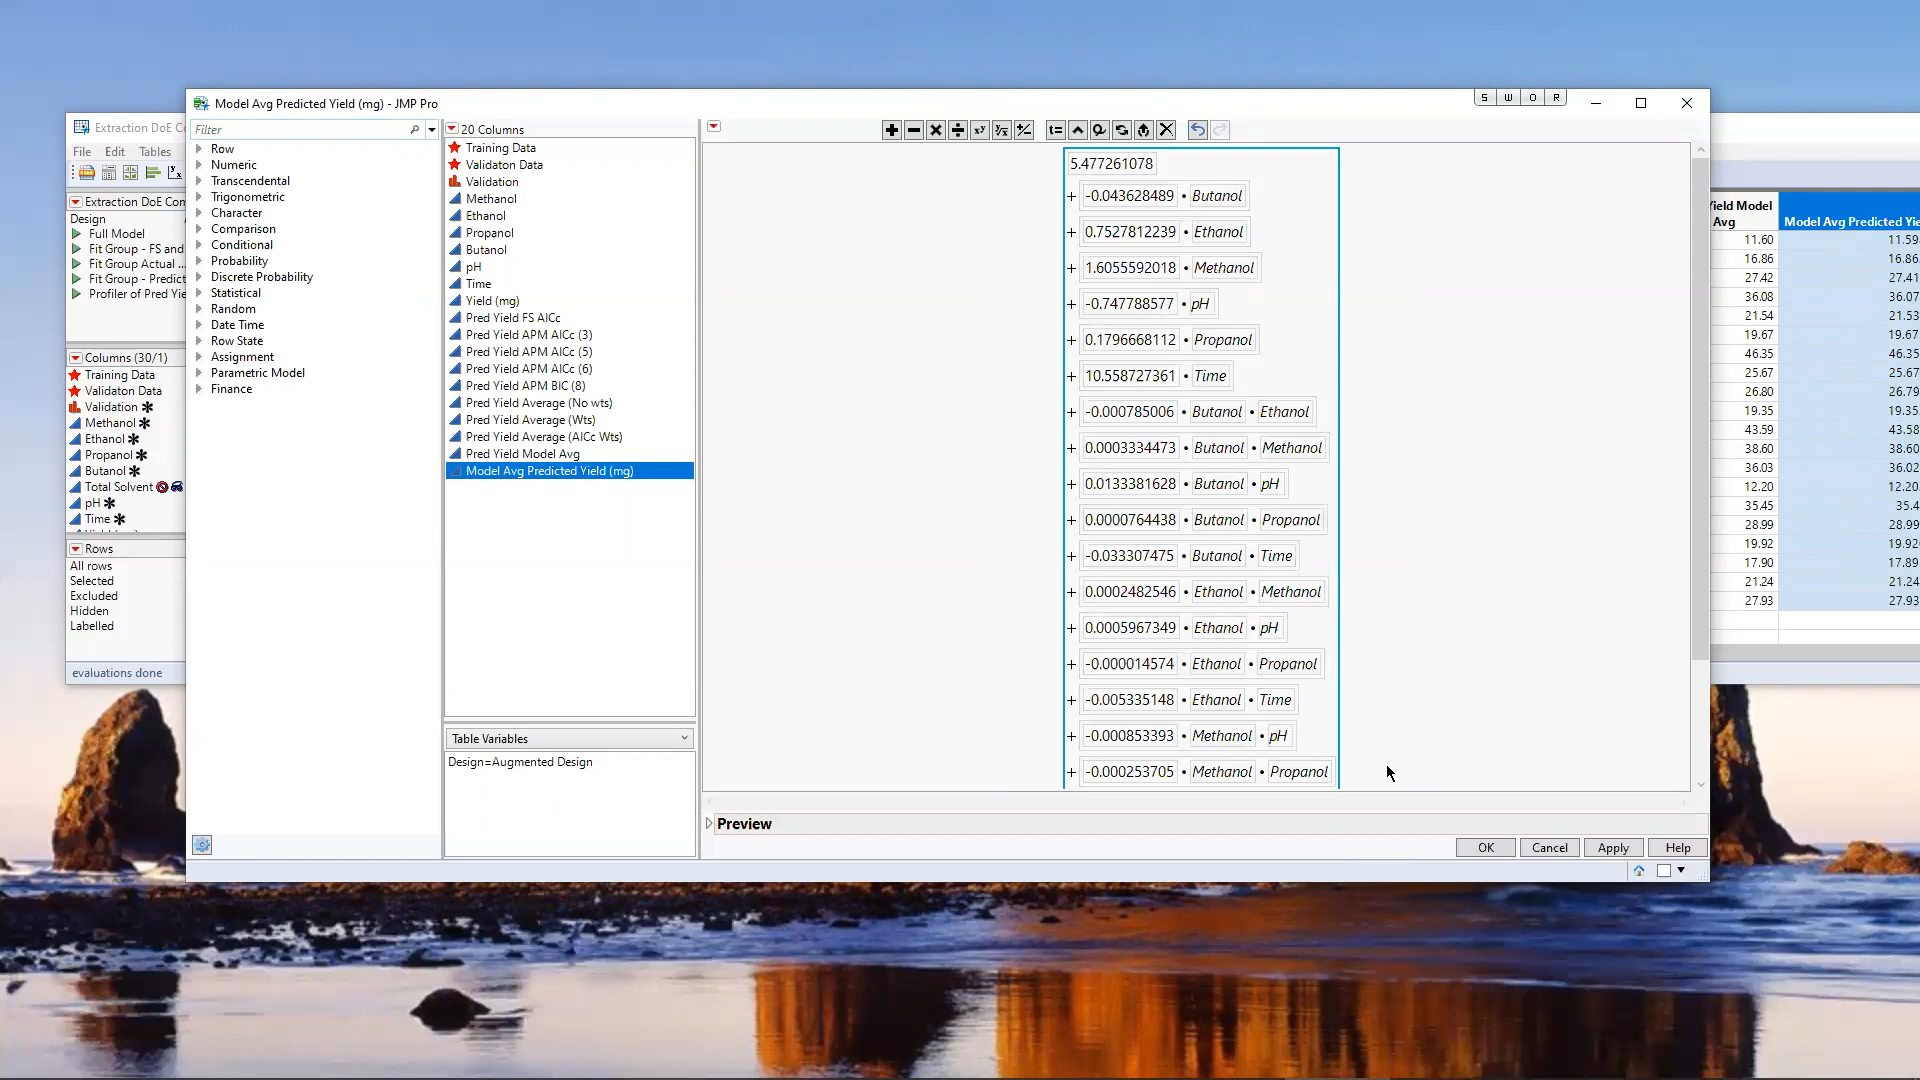 Model Avg Predicted Yield (mg) - JMP Pro
S W O R
Extraction DoE Co
File Edit Tables
Extraction DoE Com
Design
Full Model
Fit Group - FS and
Fit Group Actual ...
Fit Group - Predict
Profiler of Pred Yie
Columns (30/1)
Training Data
Validaton Data
Validation
Methanol
Ethanol
Propanol
Butanol
Total Solvent
pH
Time
Rows
All rows
Selected
Excluded
Hidden
Labelled
evaluations done
Filter
Row
Numeric
Transcendental
Trigonometric
Character
Comparison
Conditional
Probability
Discrete Probability
Statistical
Random
Date Time
Row State
Assignment
Parametric Model
Finance
20 Columns
Training Data
Validaton Data
Validation
Methanol
Ethanol
Propanol
Butanol
pH
Time
Yield (mg)
Pred Yield FS AICc
Pred Yield APM AICc (3)
Pred Yield APM AICc (5)
Pred Yield APM AICc (6)
Pred Yield APM BIC (8)
Pred Yield Average (No wts)
Pred Yield Average (Wts)
Pred Yield Average (AICc Wts)
Pred Yield Model Avg
Model Avg Predicted Yield (mg)
Table Variables
Design=Augmented Design
t=
5.477261078
+ -0.043628489 • Butanol
+ 0.7527812239 • Ethanol
+ 1.6055592018 • Methanol
+ -0.747788577 • pH
+ 0.1796668112 • Propanol
+ 10.558727361 • Time
+ -0.000785006 • Butanol • Ethanol
+ 0.0003334473 • Butanol • Methanol
+ 0.0133381628 • Butanol • pH
+ 0.0000764438 • Butanol • Propanol
+ -0.033307475 • Butanol • Time
+ 0.0002482546 • Ethanol • Methanol
+ 0.0005967349 • Ethanol • pH
+ -0.000014574 • Ethanol • Propanol
+ -0.005335148 • Ethanol • Time
+ -0.000853393 • Methanol • pH
+ -0.000253705 • Methanol • Propanol
Preview
OK Cancel Apply Help
Yield Model
Avg Model Avg Predicted Yie
11.60 11.59
16.86 16.86
27.42 27.41
36.08 36.07
21.54 21.53
19.67 19.67
46.35 46.35
25.67 25.67
26.80 26.79
19.35 19.35
43.59 43.58
38.60 38.60
36.03 36.02
12.20 12.20
35.45 35.4
28.99 28.99
19.92 19.92
17.90 17.89
21.24 21.24
27.93 27.93